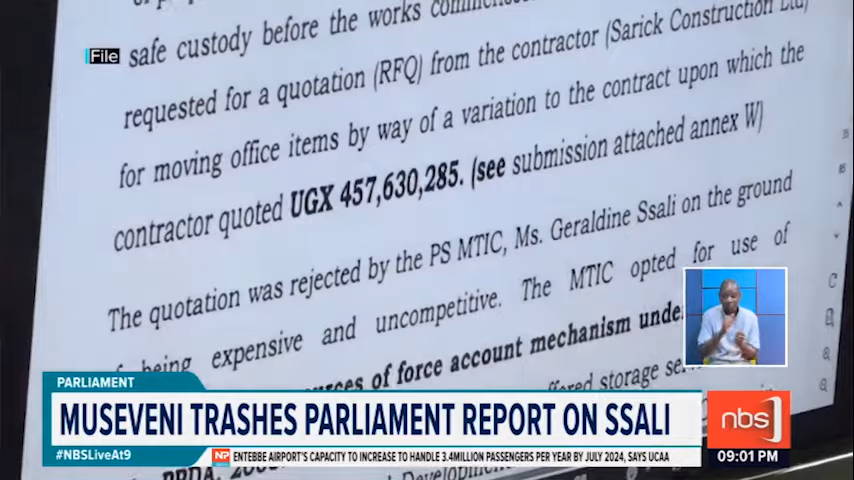 File
safe custody before the works
requested for a quotation (RFQ) from the contractor (Sarick Construction Ltd)
for moving office items by way of a variation to the contract upon which the
contractor quoted UGX 457,630,285. (see submission attached annex W)
The quotation was rejected by the PS MTIC, Ms. Geraldine Ssali on the ground
being expensive and uncompetitive. The MTIC opted for use of
of force account mechanism
storage
PARLIAMENT
MUSEVENI TRASHES PARLIAMENT REPORT ON SSALI
nbs
#NBSLiveAt9
NP ENTEBBE AIRPORT'S CAPACITY TO INCREASE TO HANDLE 3.4MILLION PASSENGERS PER YEAR BY JULY 2024, SAYS UCAA
09:01 PM